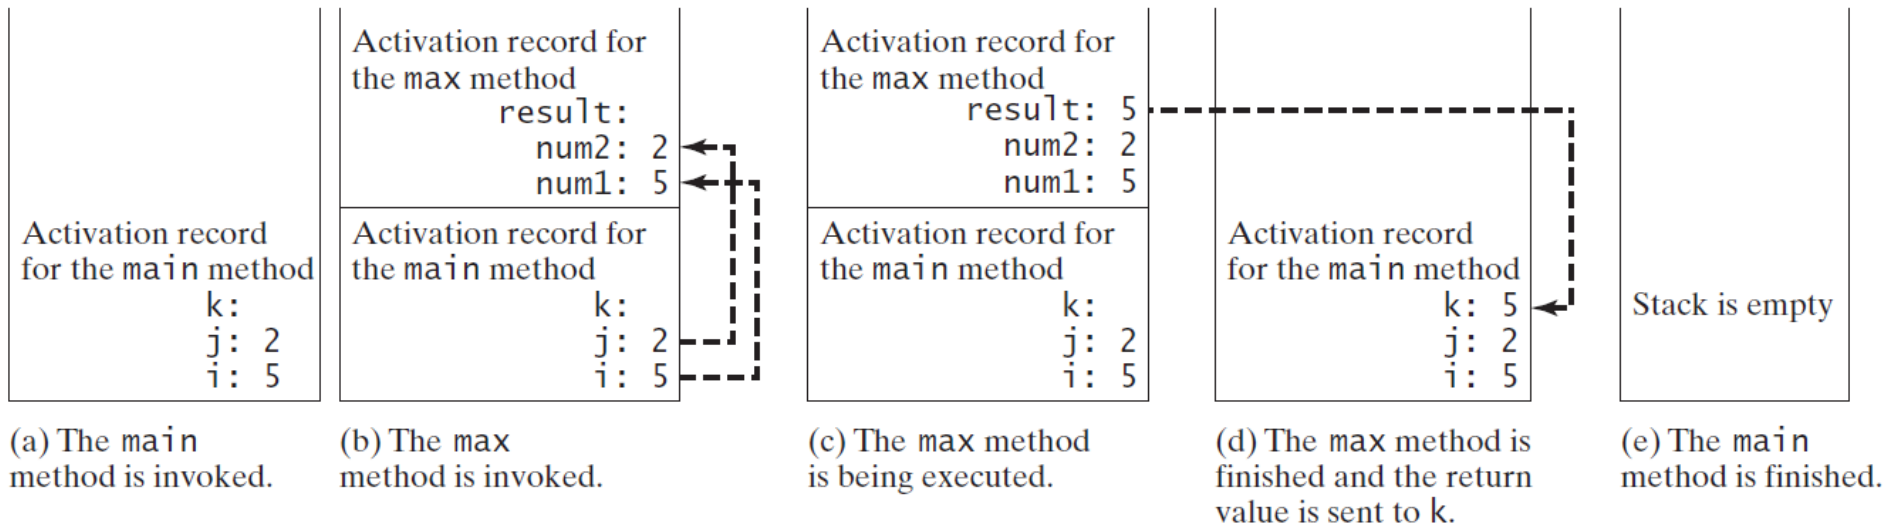 Activation record
for the main method
k:
j: 2
i: 5
(a) The main
method is invoked.
Activation record for
the max method
result:
num2: 2
num1: 5
Activation record for
the main method
k:
j: 2
i: 5
(b) The max
method is invoked.
Activation record for
the max method
result: 5
num2: 2
num1: 5
Activation record for
the main method
k:
j: 2
i: 5
(c) The max method
is being executed.
Activation record
for the main method
k: 5
j: 2
i: 5
(d) The max method is
finished and the return
value is sent to k.
Stack is empty
(e) The main
method is finished.